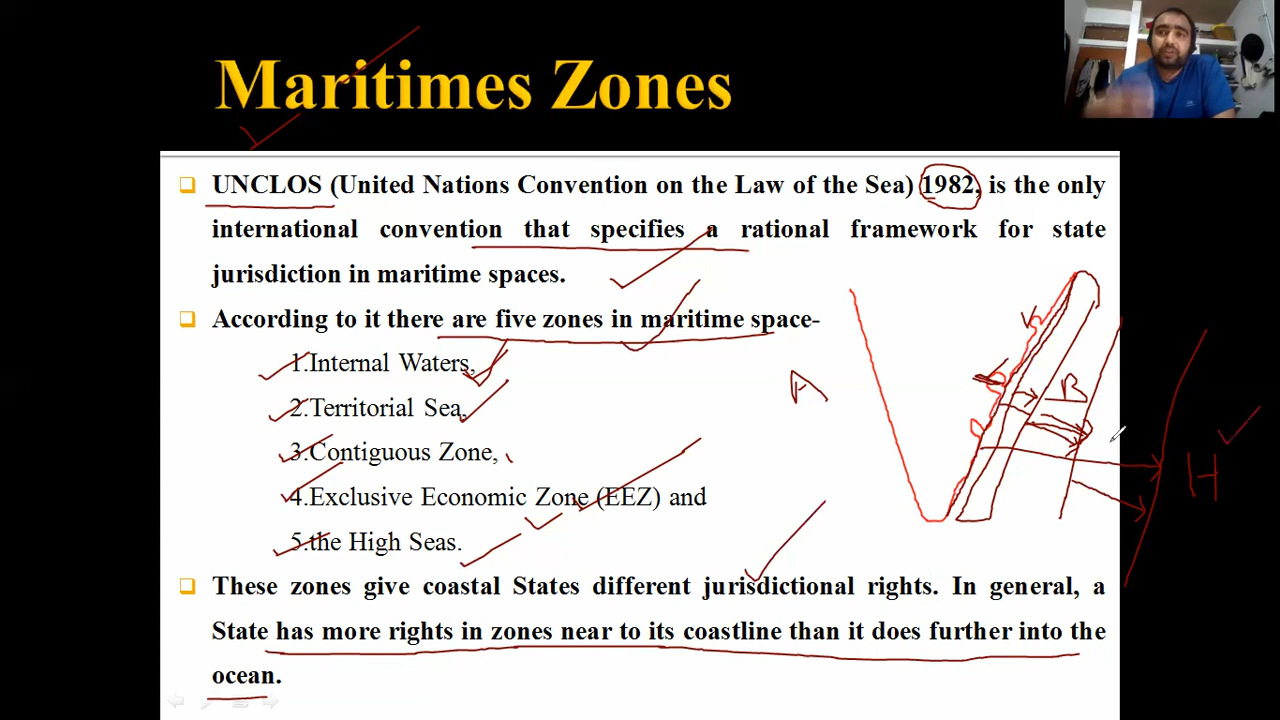 Maritimes Zones
UNCLOS (United Nations Convention on the Law of the Sea) 1982, is the only
international convention that specifies a rational framework for state
jurisdiction in maritime spaces.
According to it there are five zones in maritime space-
1.Internal Waters,
2.Territorial Sea,
3.Contiguous Zone,
4.Exclusive Economic Zone (EEZ) and
5.the High Seas.
A
B
H
These zones give coastal States different jurisdictional rights. In general, a
State has more rights in zones near to its coastline than it does further into the
ocean.